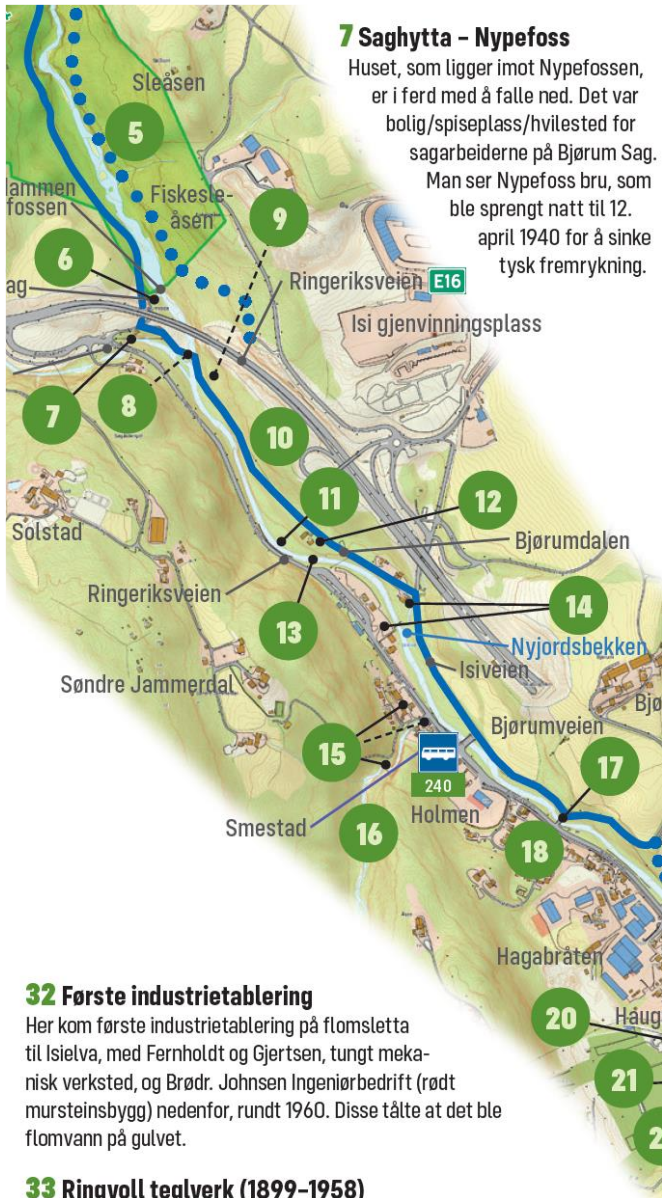 7 Saghytta – Nypefoss
Huset, som ligger imot Nypefossen,
er i ferd med å falle ned. Det var
bolig/spiseplass/hvilested for
sagarbeiderne på Bjørum Sag.
Man ser Nypefoss bru, som
ble sprengt natt til 12.
april 1940 for å sinke
tysk fremrykning.
Sleåsen
5
fossen
Fiskesle-
åsen
9
6
Ringeriksveien E16
ag
Isi gjenvinningsplass
7
8
10
11
12
Solstad
Bjørumdalen
Ringeriksveien
13
14
Nyjordsbekken
Isiveien
Søndre Jammerdal
Bjø
Bjørumveien
15
17
240
Smestad
Holmen
16
18
Hagabråten
20
Haug
21
2
32 Første industrietablering
Her kom første industrietablering på flomsletta
til Isielva, med Fernholdt og Gjertsen, tungt meka-
nisk verksted, og Brødr. Johnsen Ingeniørbedrift (rødt
mursteinsbygg) nedenfor, rundt 1960. Disse tålte at det ble
flomvann på gulvet.
33 Ringvoll teglverk (1899–1958)